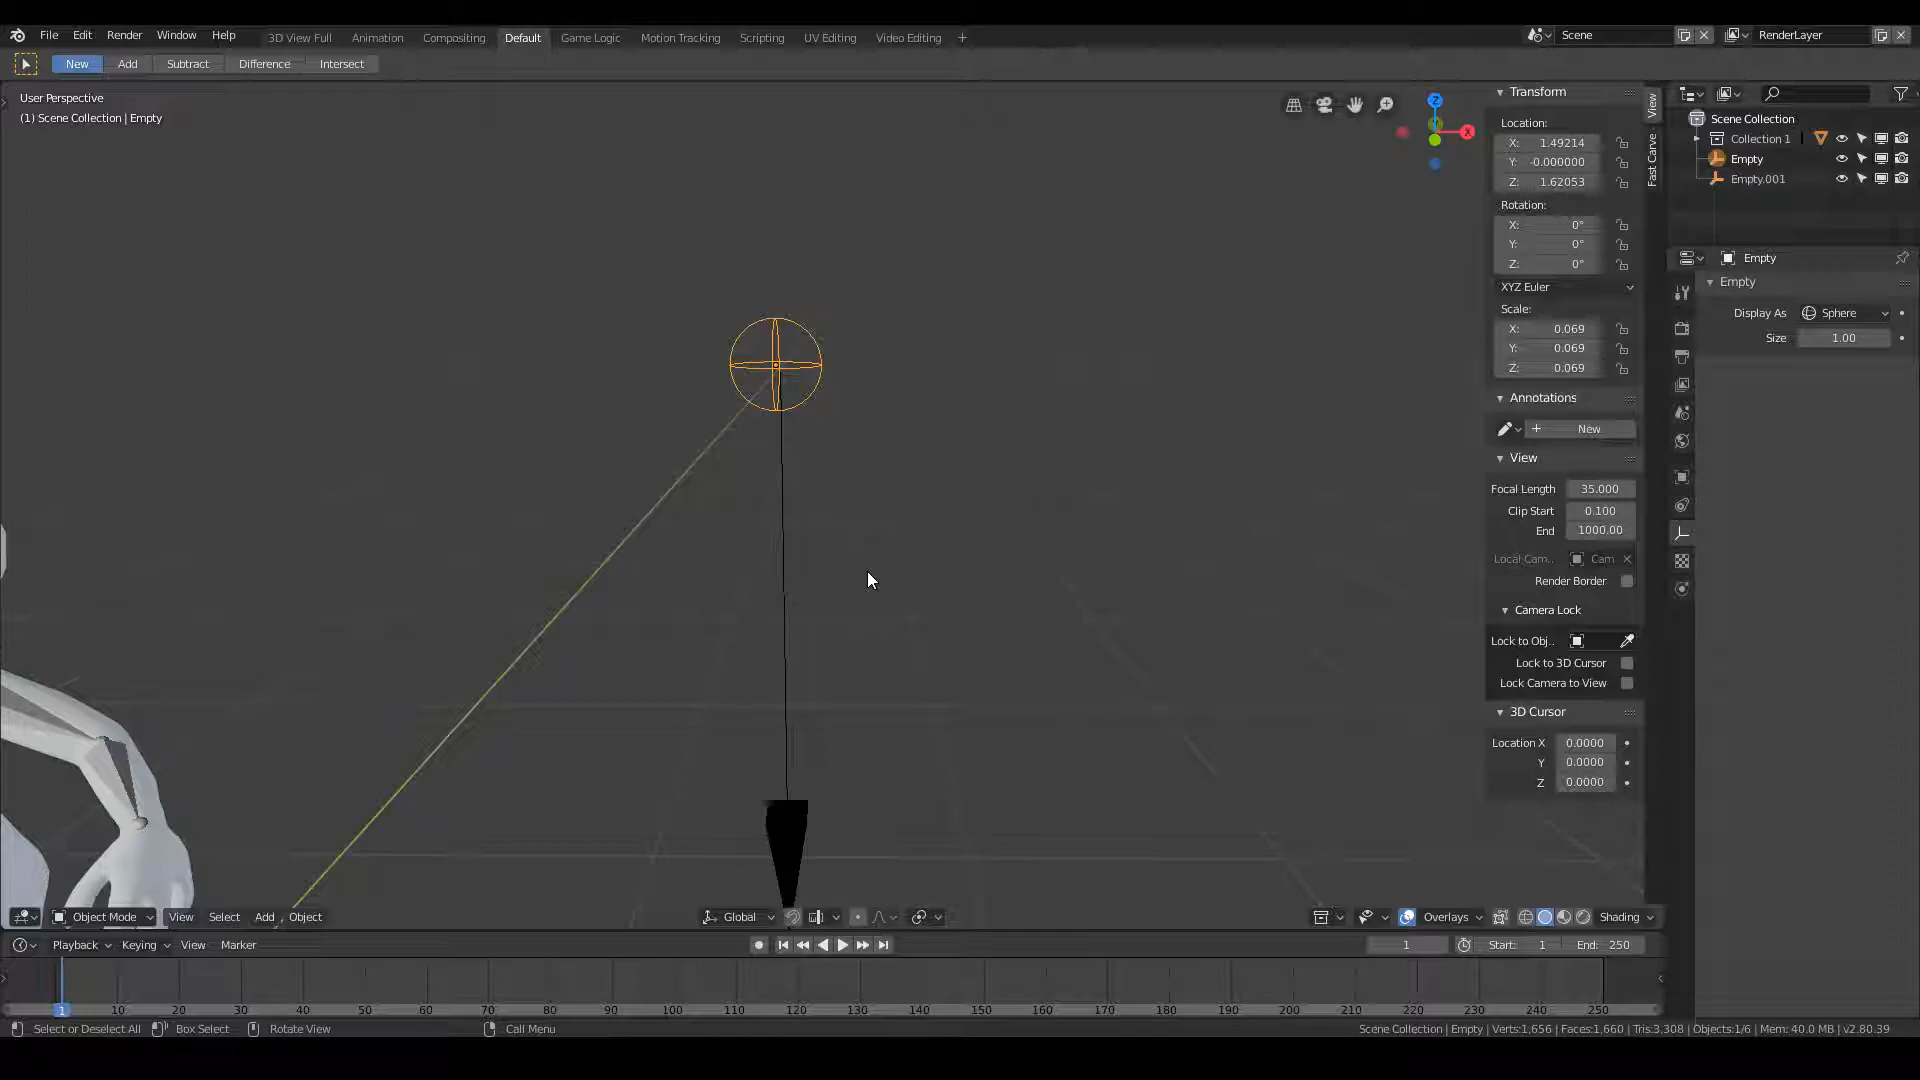 File Edit Render Window Help 3D View Full Animation Compositing Default Game Logic Motion Tracking Scripting UV Editing Video Editing + Scene RenderLayer
New Add Subtract Difference Intersect
User Perspective
(1) Scene Collection | Empty
Z
X
Transform
Location:
X: 1.49214
Y: -0.000000
Z: 1.62053
Rotation:
X: 0°
Y: 0°
Z: 0°
XYZ Euler
Scale:
X: 0.069
Y: 0.069
Z: 0.069
Annotations
+ New
View
Focal Length 35.000
Clip Start 0.100
End 1000.00
Local Cam.. Cam
Render Border
Camera Lock
Lock to Obj..
Lock to 3D Cursor
Lock Camera to View
3D Cursor
Location X 0.0000
Y 0.0000
Z 0.0000
View
Fast Carve
Scene Collection
Collection 1
Empty
Empty.001
Empty
Empty
Display As Sphere
Size 1.00
Object Mode View Select Add Object Global Overlays Shading
Playback Keying View Marker 1 Start: 1 End: 250
1 10 20 30 40 50 60 70 80 90 100 110 120 130 140 150 160 170 180 190 200 210 220 230 240 250
Select or Deselect All Box Select Rotate View Call Menu Scene Collection | Empty | Verts:1,656 | Faces:1,660 | Tris:3,308 | Objects:1/6 | Mem: 40.0 MB | v2.80.39